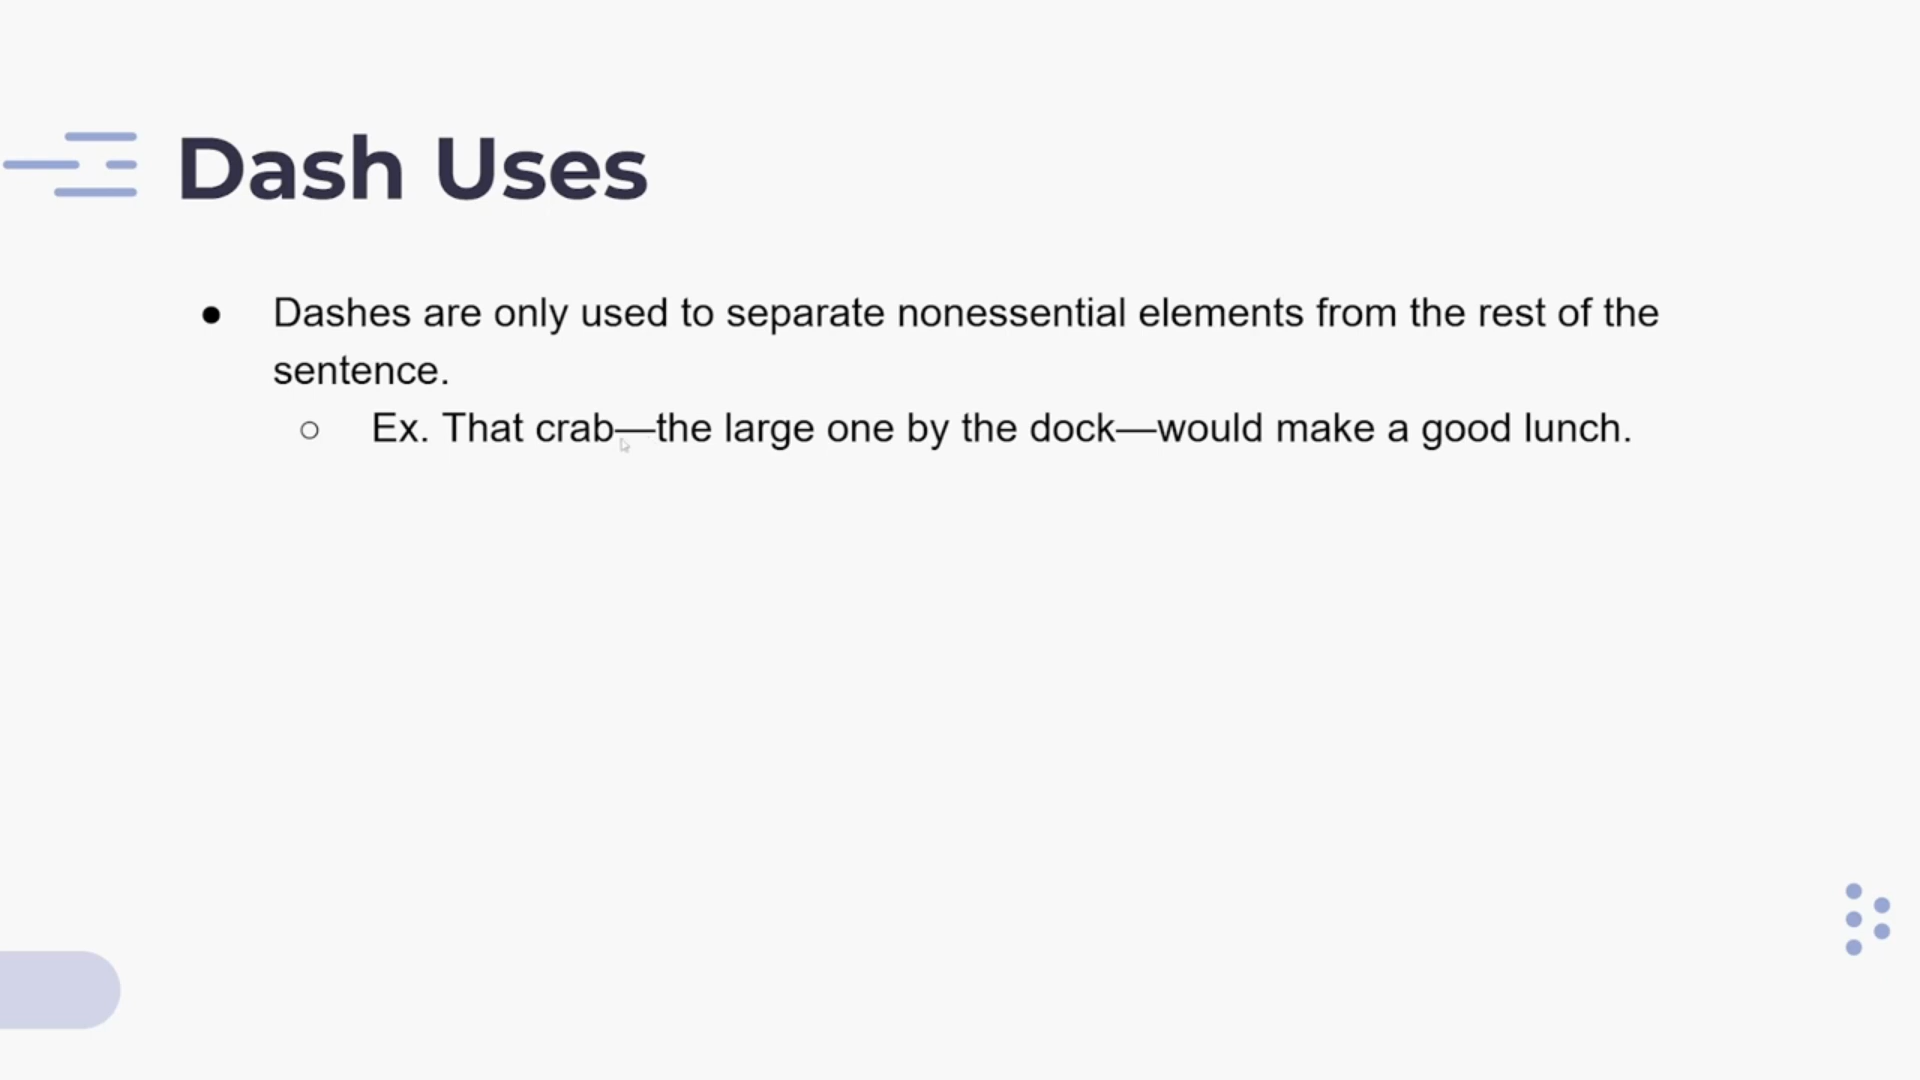 Dash Uses
● Dashes are only used to separate nonessential elements from the rest of the
sentence.
○ Ex. That crab—the large one by the dock—would make a good lunch.